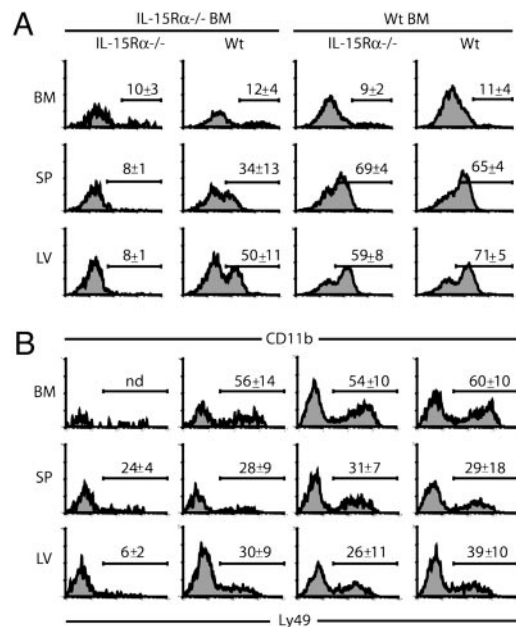 A
IL-15Rα-/- BM Wt BM
IL-15Rα-/- Wt IL-15Rα-/- Wt
BM 10±3 12±4 9±2 11±4
SP 8±1 34±13 69±4 65±4
LV 8±1 50±11 59±8 71±5
B CD11b
BM nd 56±14 54±10 60±10
SP 24±4 28±9 31±7 29±18
LV 6±2 30±9 26±11 39±10
Ly49